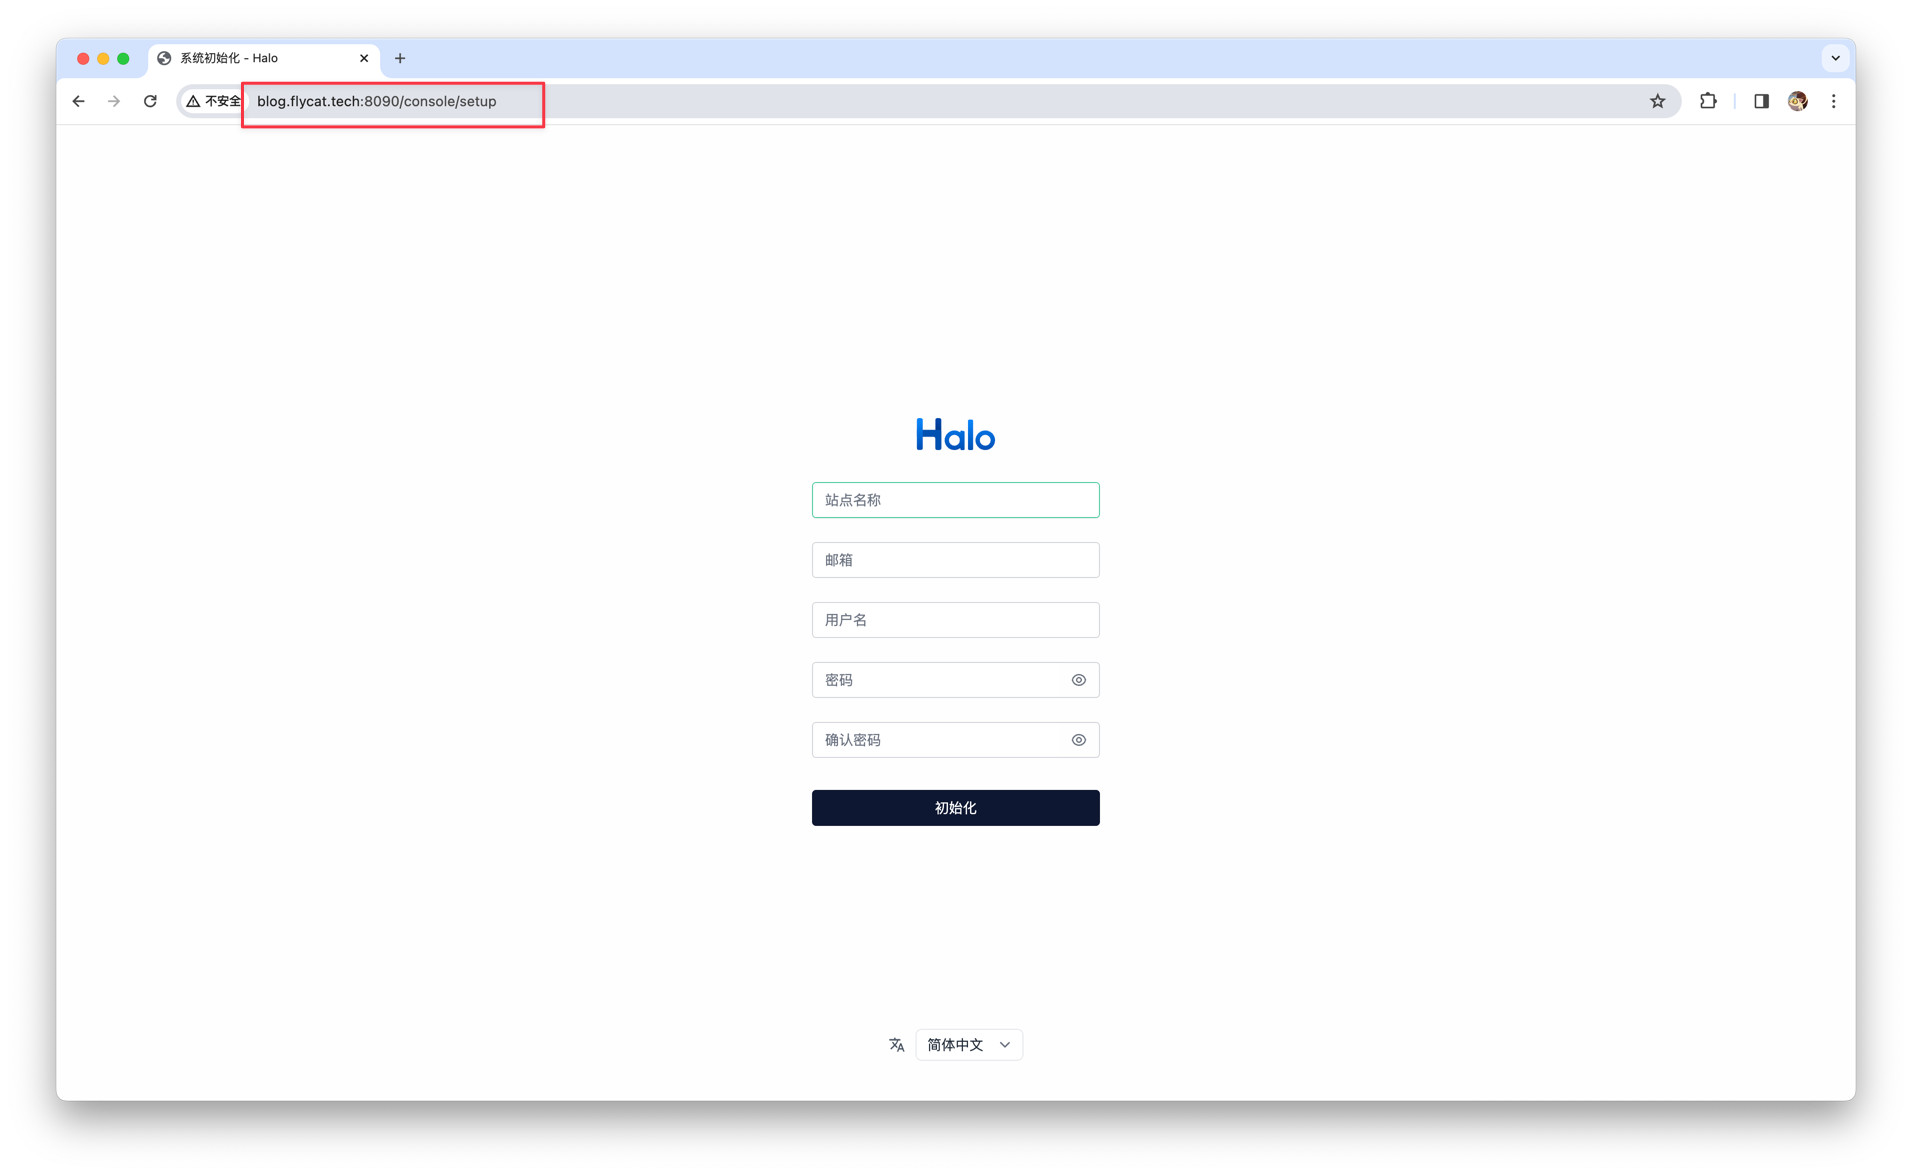 系统初始化 - Halo
不安全 blog.flycat.tech:8090/console/setup
Halo
站点名称
邮箱
用户名
密码
确认密码
初始化
简体中文